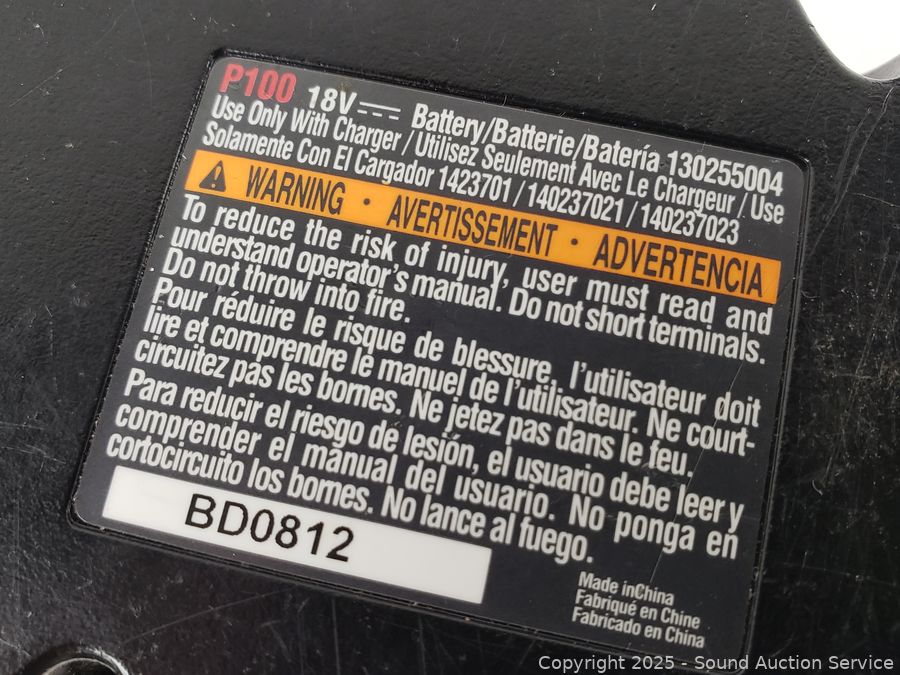 P100 18V Battery/Batterie/Batería 130255004
Use Only With Charger / Utilisez Seulement Avec Le Chargeur / Use
Solamente Con El Cargador 1423701 / 140237021 / 140237023
WARNING • AVERTISSEMENT • ADVERTENCIA
To reduce the risk of injury, user must read and
understand operator's manual. Do not short terminals.
Do not throw into fire.
Pour réduire le risque de blessure, l'utilisateur doit
lire et comprendre le manuel de l'utilisateur. Ne court-
circuitez pas les bornes. Ne jetez pas dans le feu.
Para reducir el riesgo de lesión, el usuario debe leer y
comprender el manual del usuario. No ponga en
cortocircuito los bornes. No lance al fuego.
BD0812
Made inChina
Fabriqué en Chine
Fabricado en China
Copyright 2025 - Sound Auction Service